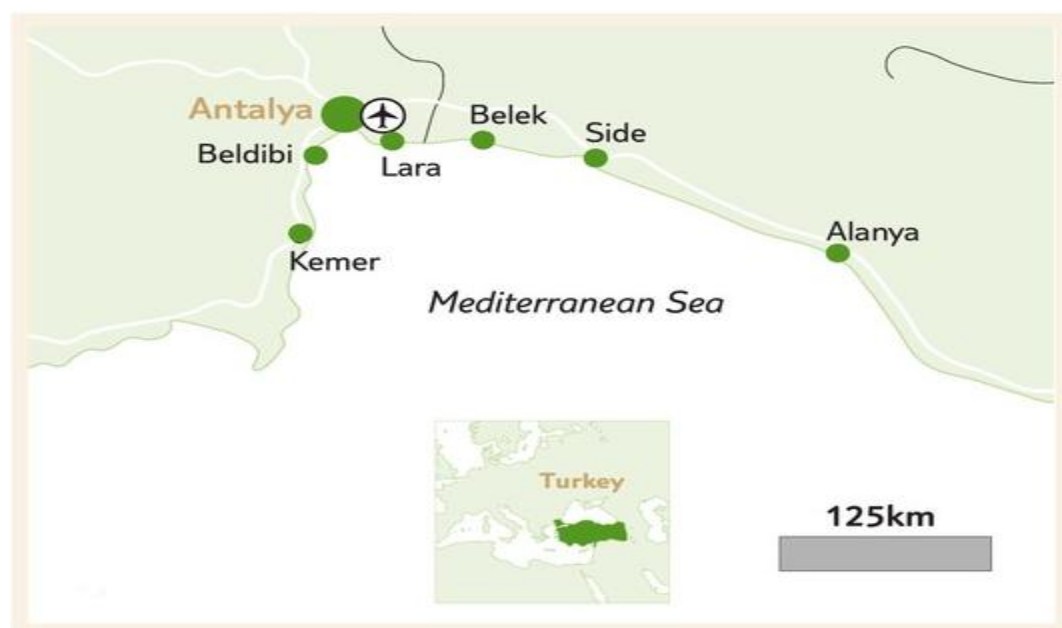 Antalya
Belek
Side
Beldibi
Lara
Alanya
Kemer
Mediterranean Sea
Turkey
125km